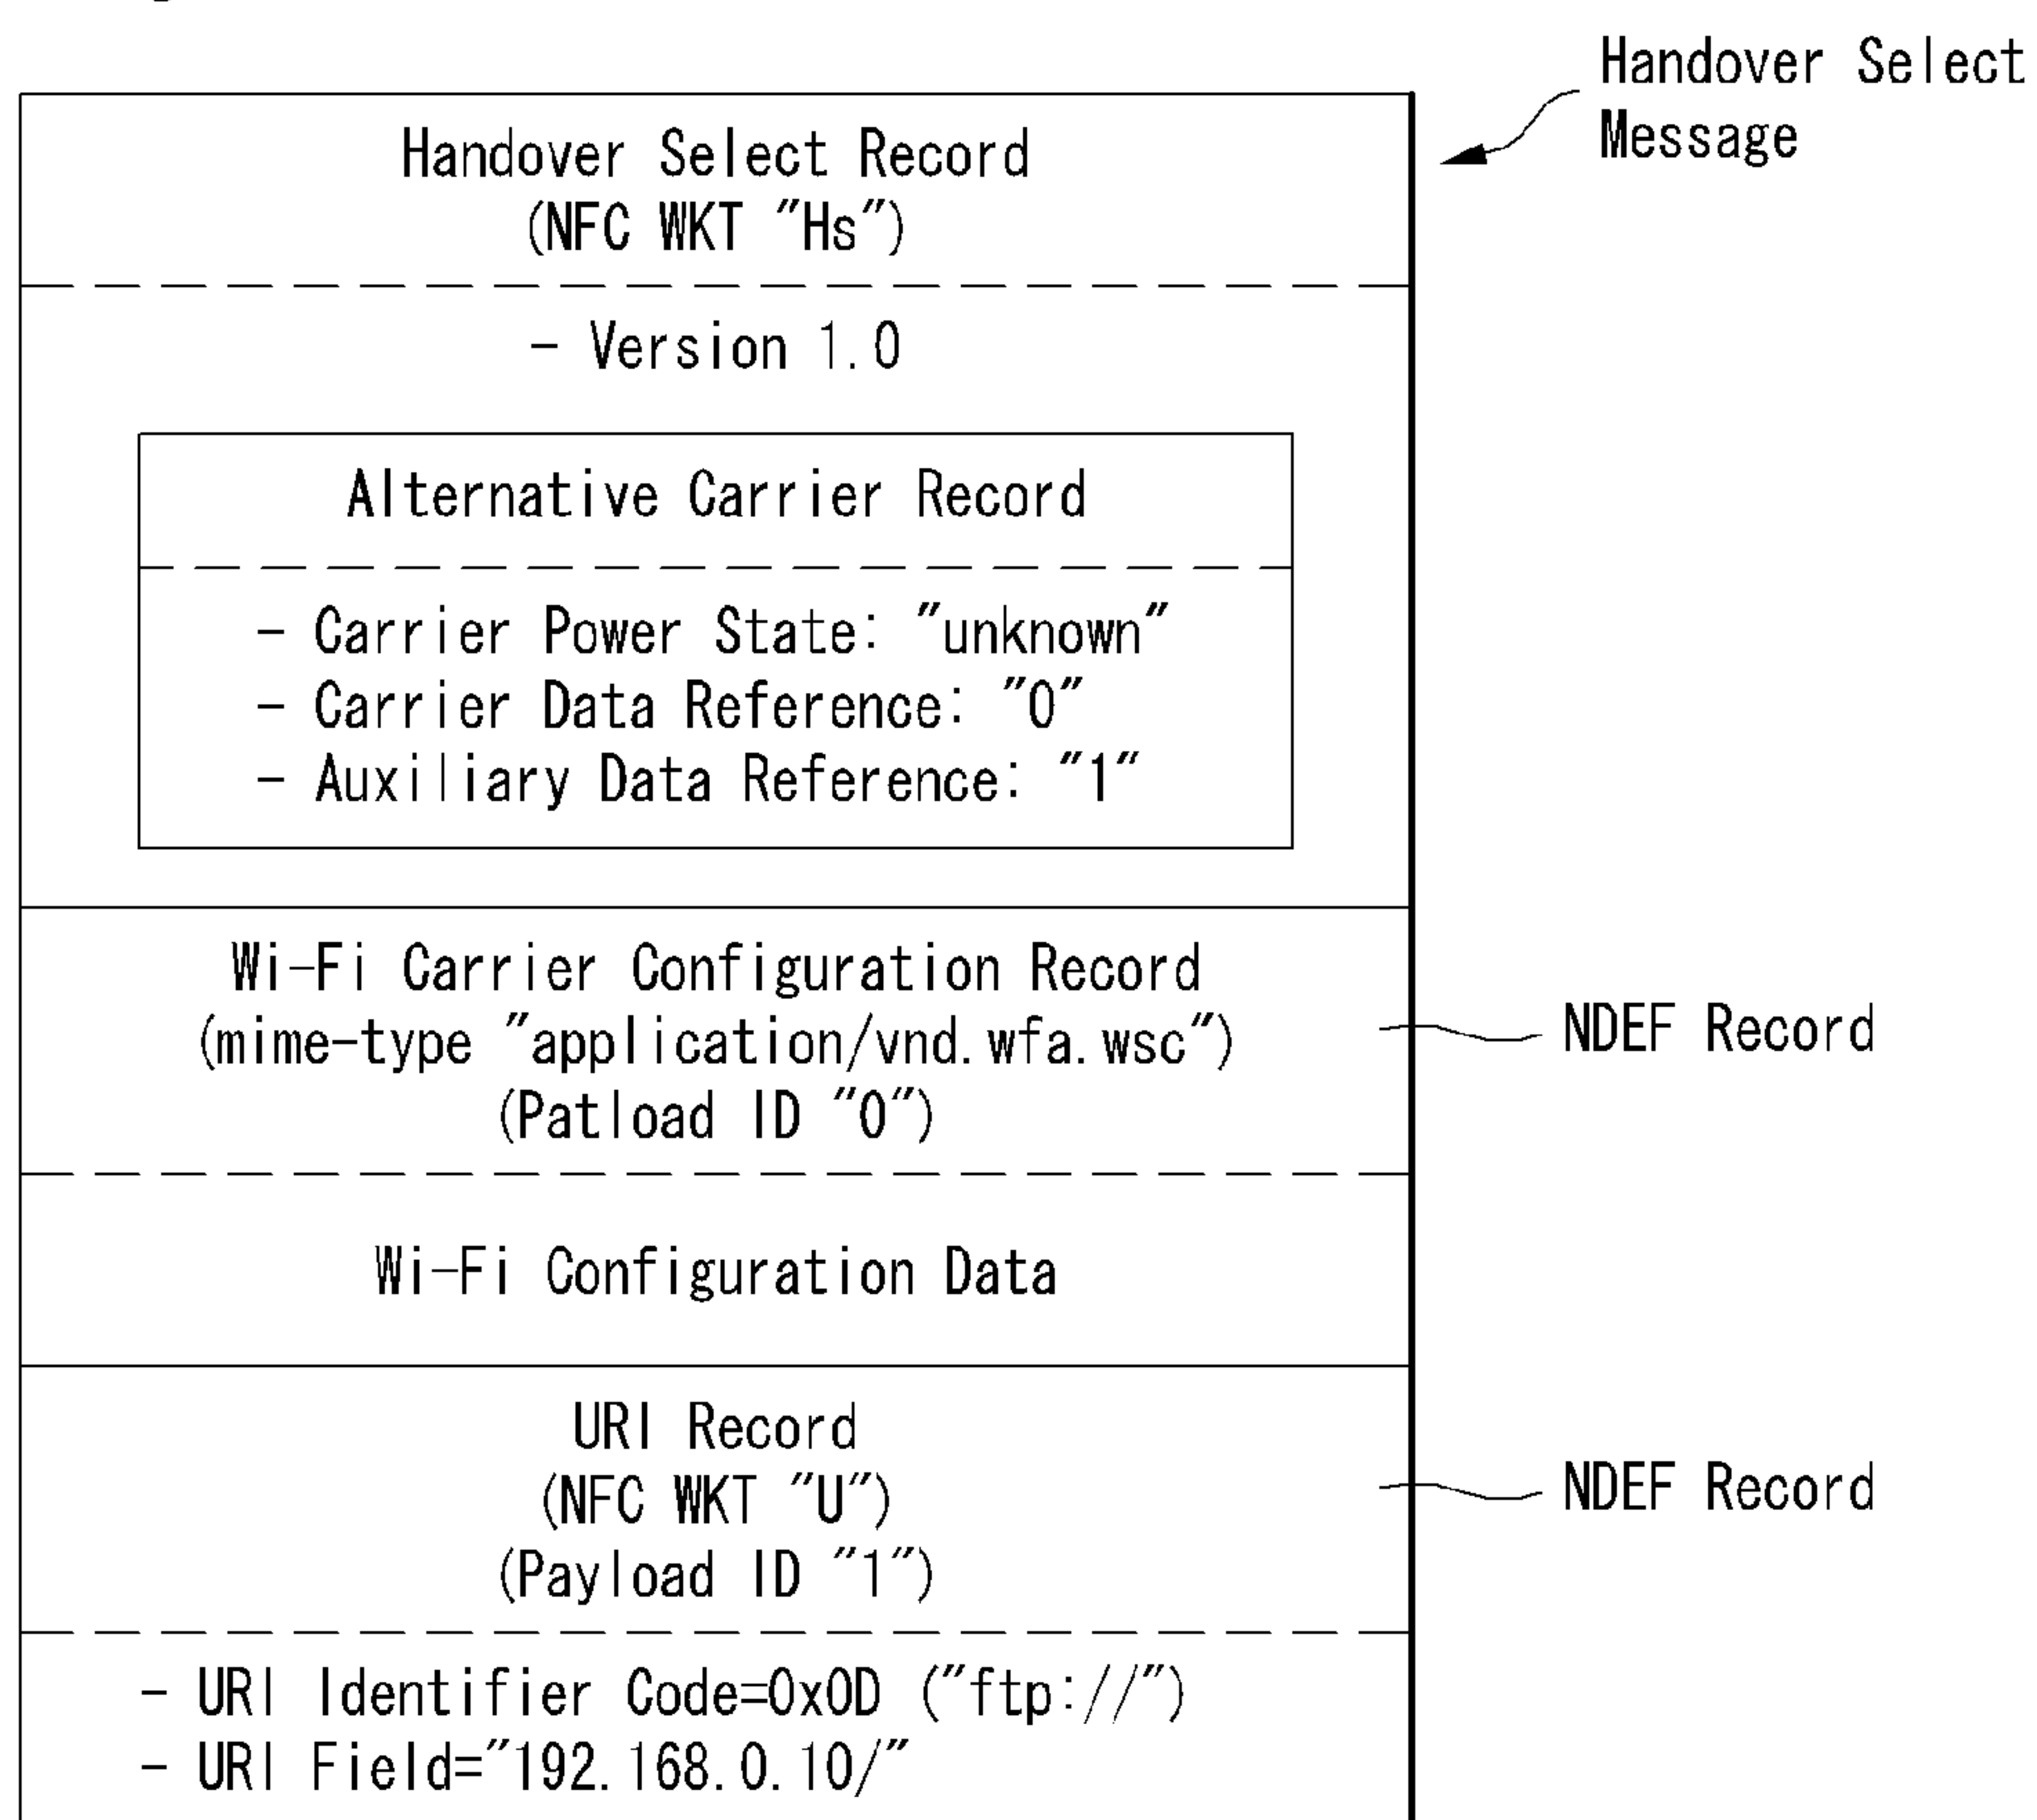 Handover Select
Message
Handover Select Record
(NFC WKT "Hs")
- Version 1.0
Alternative Carrier Record
- Carrier Power State: "unknown"
- Carrier Data Reference: "0"
- Auxiliary Data Reference: "1"
Wi-Fi Carrier Configuration Record
(mime-type "application/vnd.wfa.wsc")
(Patload ID "0")
NDEF Record
Wi-Fi Configuration Data
URI Record
(NFC WKT "U")
(Payload ID "1")
NDEF Record
- URI Identifier Code=0x0D ("ftp://")
- URI Field="192.168.0.10/"